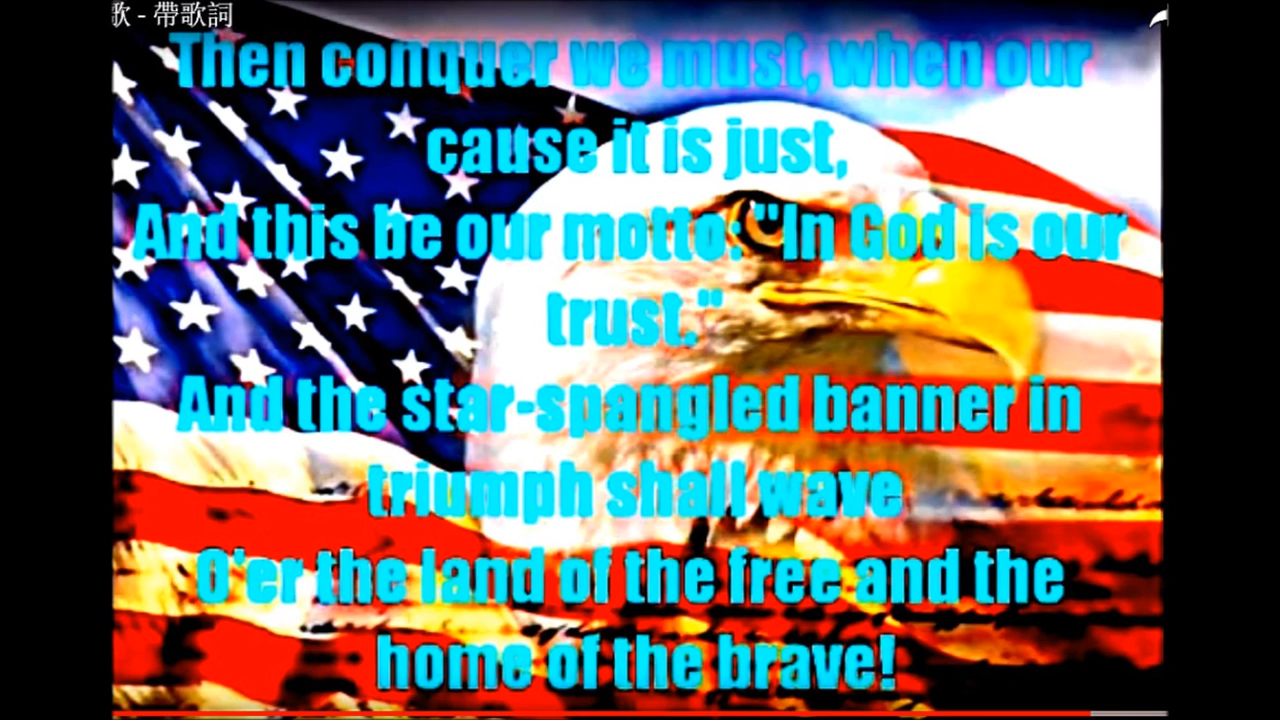 歌 - 帶歌詞
Then conquer we must, when our
cause it is just,
And this be our motto: "In God is our
trust."
And the star-spangled banner in
triumph shall wave
O'er the land of the free and the
home of the brave!